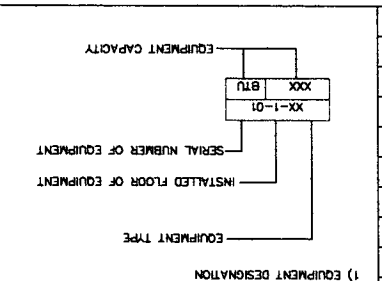 1) EQUIPMENT DESIGNATION
EQUIPMENT TYPE
INSTALLED FLOOR OF EQUIPMENT
SERIAL NUBMER OF EQUIPMENT
XX-1-01
XXX BTU
EQUIPMENT CAPACITY